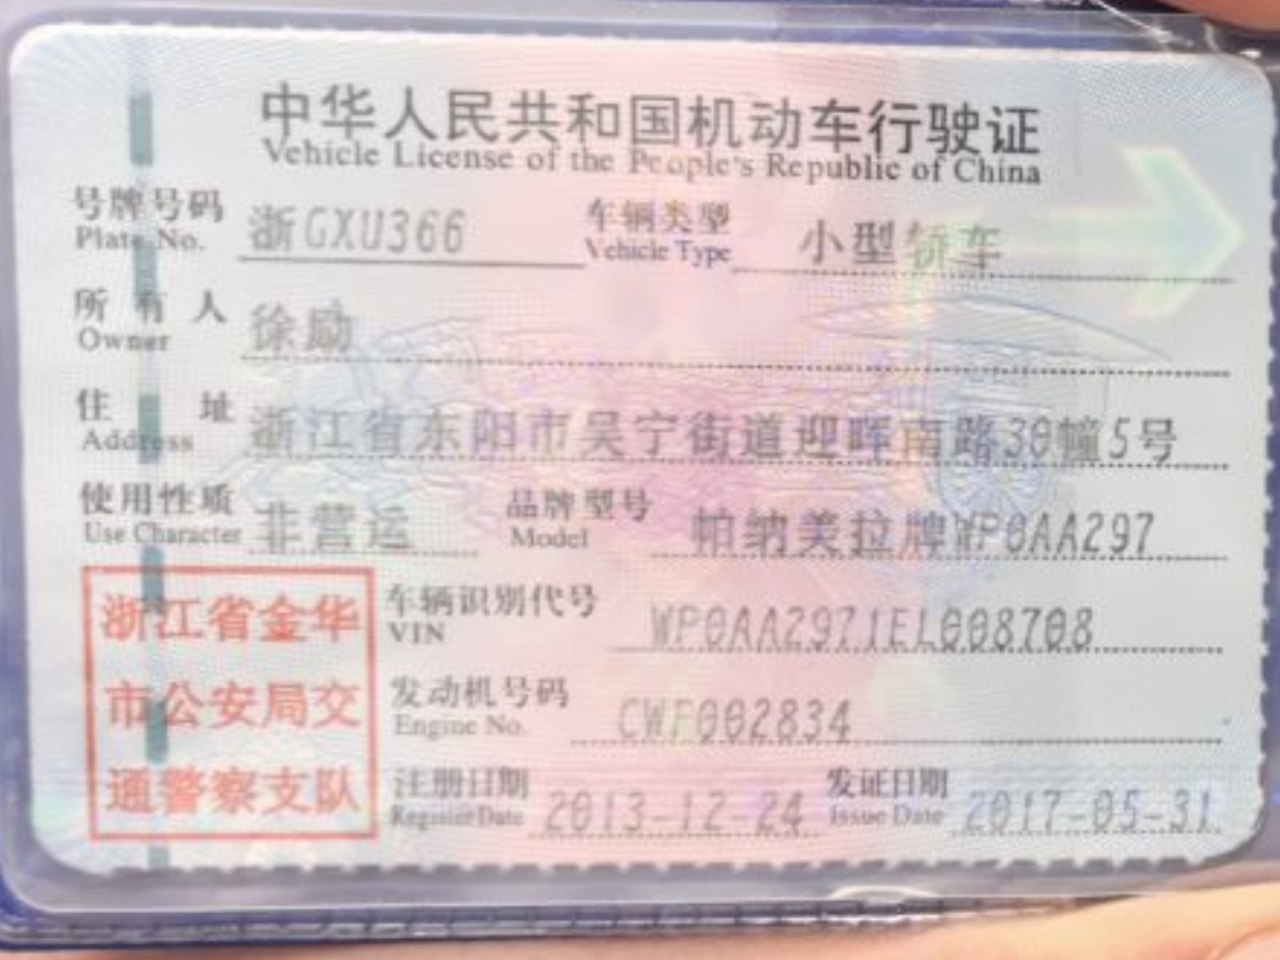 中华人民共和国机动车行驶证
Vehicle License of the People's Republic of China
号牌号码 浙GXU366 车辆类型 小型轿车
Plate No. Vehicle Type
所有人 徐励
Owner
住址 浙江省东阳市吴宁街道迎晖南路30幢5号
Address
使用性质 非营运 品牌型号 帕纳美拉牌WP0AA297
Use Character Model
浙江省金华
市公安局交
通警察支队
车辆识别代号 WP0AA2971EL008708
VIN
发动机号码 CWF002834
Engine No.
注册日期 2013-12-24 发证日期 2017-05-31
Register Date Issue Date